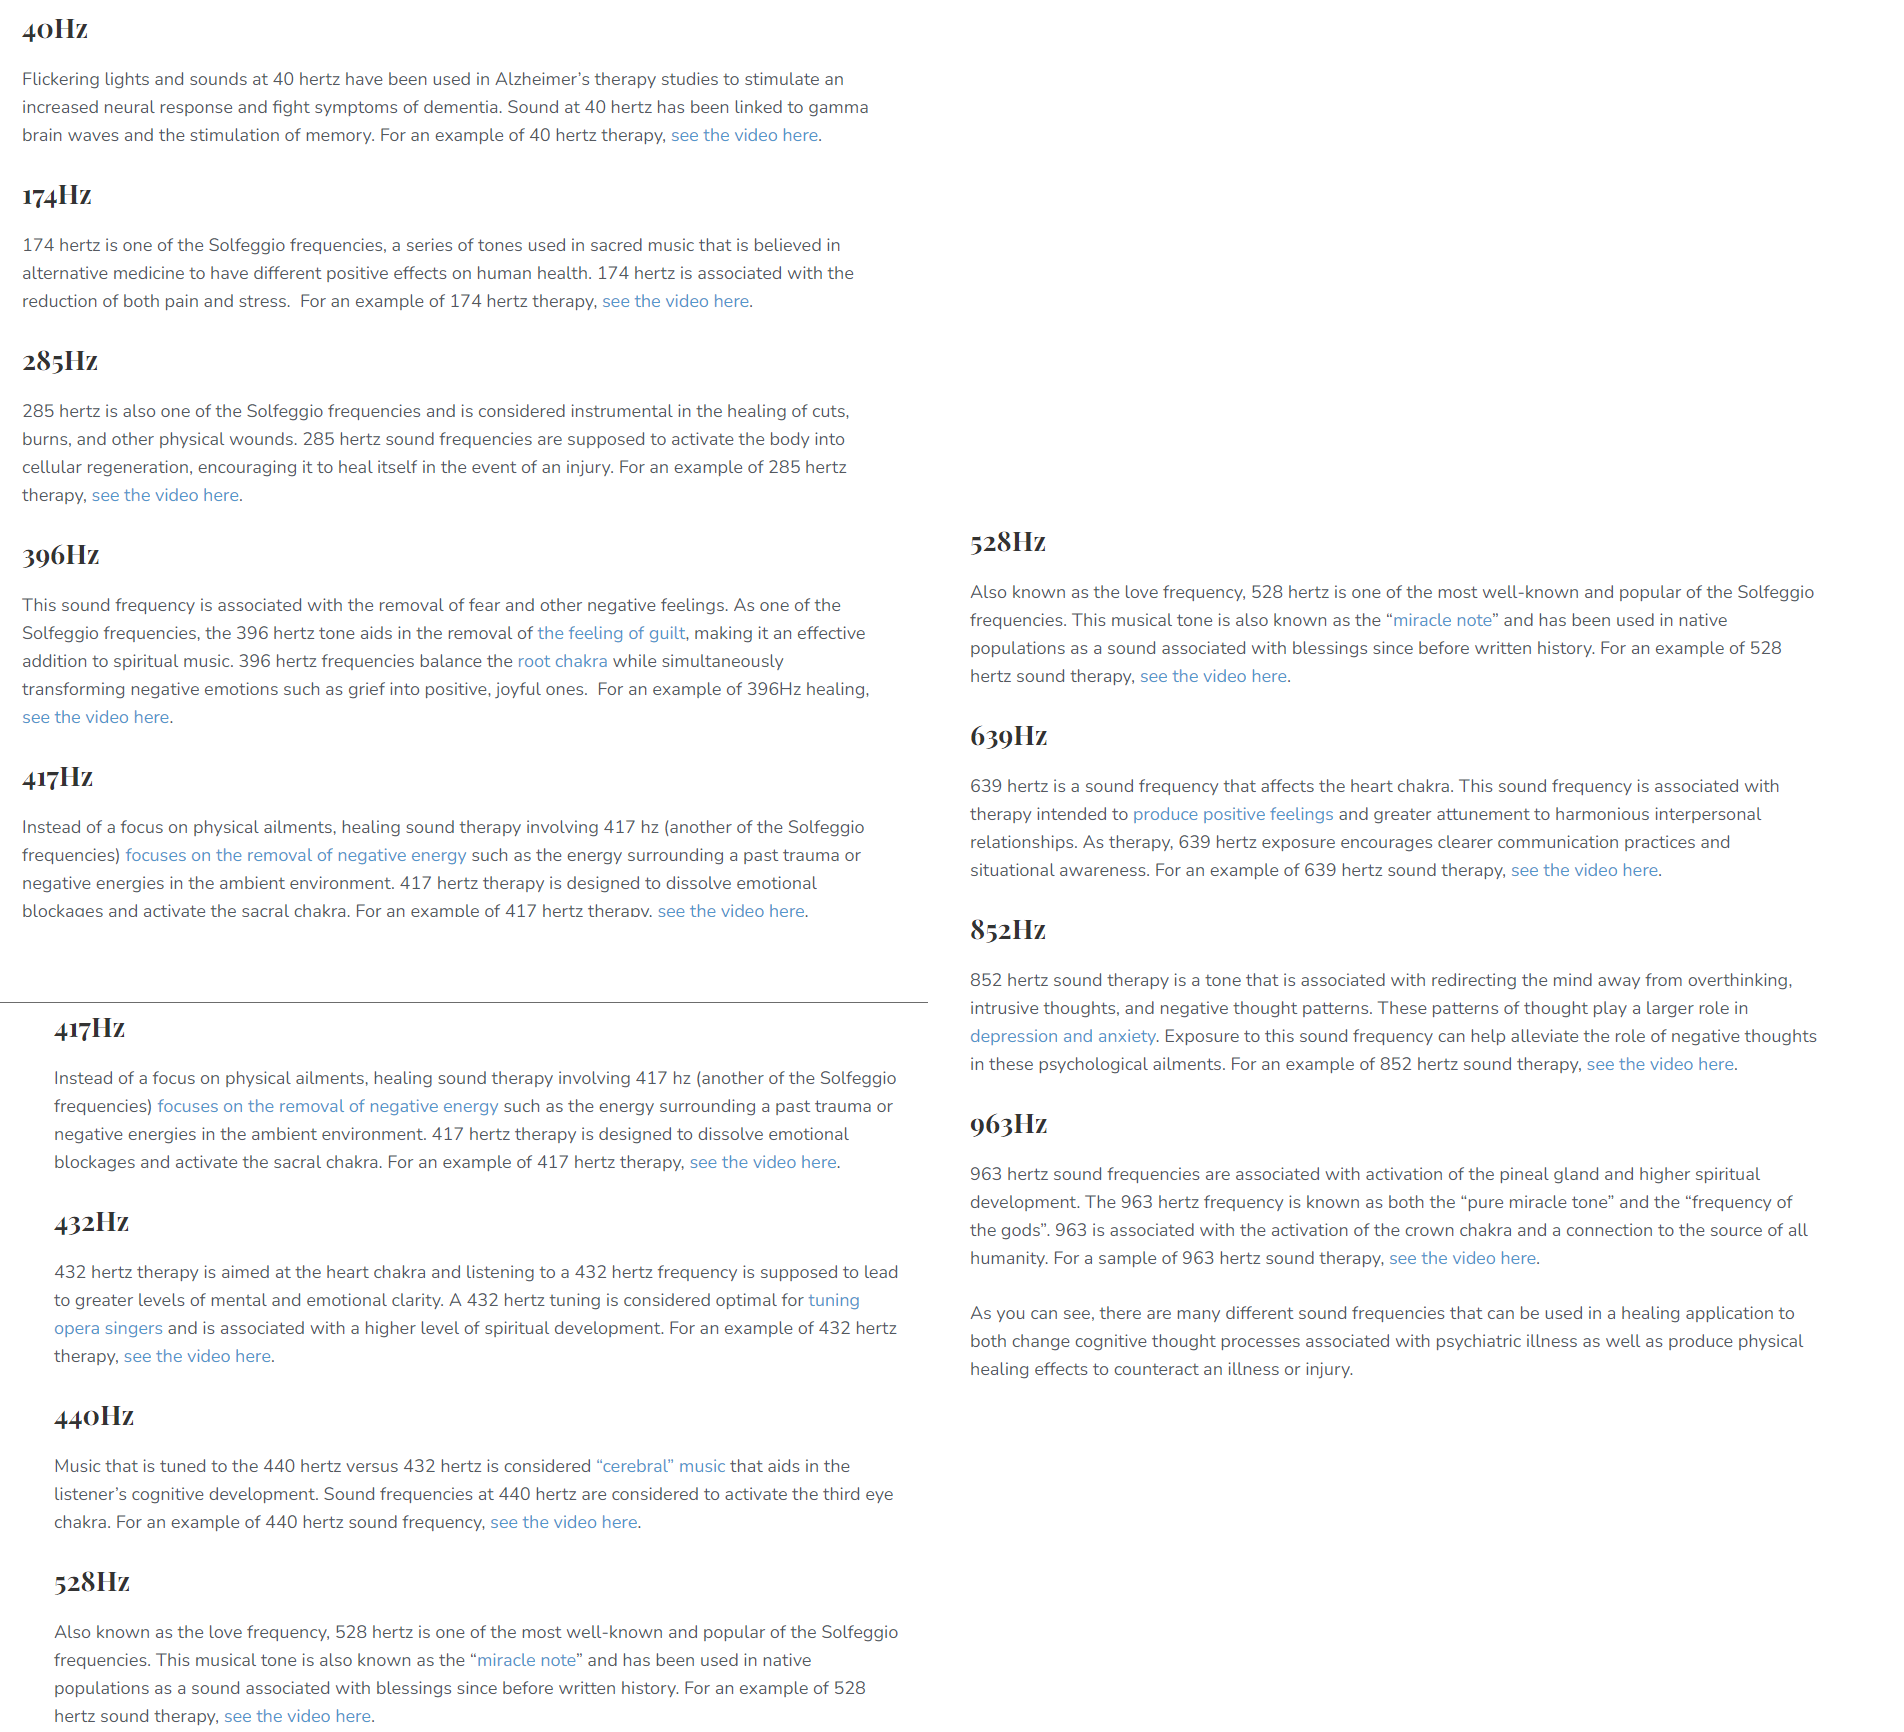 40Hz
Flickering lights and sounds at 40 hertz have been used in Alzheimer’s therapy studies to stimulate an
increased neural response and fight symptoms of dementia. Sound at 40 hertz has been linked to gamma
brain waves and the stimulation of memory. For an example of 40 hertz therapy, see the video here.
174Hz
174 hertz is one of the Solfeggio frequencies, a series of tones used in sacred music that is believed in
alternative medicine to have different positive effects on human health. 174 hertz is associated with the
reduction of both pain and stress.  For an example of 174 hertz therapy, see the video here.
285Hz
285 hertz is also one of the Solfeggio frequencies and is considered instrumental in the healing of cuts,
burns, and other physical wounds. 285 hertz sound frequencies are supposed to activate the body into
cellular regeneration, encouraging it to heal itself in the event of an injury. For an example of 285 hertz
therapy, see the video here.
396Hz
This sound frequency is associated with the removal of fear and other negative feelings. As one of the
Solfeggio frequencies, the 396 hertz tone aids in the removal of the feeling of guilt, making it an effective
addition to spiritual music. 396 hertz frequencies balance the root chakra while simultaneously
transforming negative emotions such as grief into positive, joyful ones.  For an example of 396Hz healing,
see the video here.
417Hz
Instead of a focus on physical ailments, healing sound therapy involving 417 hz (another of the Solfeggio
frequencies) focuses on the removal of negative energy such as the energy surrounding a past trauma or
negative energies in the ambient environment. 417 hertz therapy is designed to dissolve emotional
blockages and activate the sacral chakra. For an example of 417 hertz therapy, see the video here.
417Hz
Instead of a focus on physical ailments, healing sound therapy involving 417 hz (another of the Solfeggio
frequencies) focuses on the removal of negative energy such as the energy surrounding a past trauma or
negative energies in the ambient environment. 417 hertz therapy is designed to dissolve emotional
blockages and activate the sacral chakra. For an example of 417 hertz therapy, see the video here.
432Hz
432 hertz therapy is aimed at the heart chakra and listening to a 432 hertz frequency is supposed to lead
to greater levels of mental and emotional clarity. A 432 hertz tuning is considered optimal for tuning
opera singers and is associated with a higher level of spiritual development. For an example of 432 hertz
therapy, see the video here.
440Hz
Music that is tuned to the 440 hertz versus 432 hertz is considered “cerebral” music that aids in the
listener’s cognitive development. Sound frequencies at 440 hertz are considered to activate the third eye
chakra. For an example of 440 hertz sound frequency, see the video here.
528Hz
Also known as the love frequency, 528 hertz is one of the most well-known and popular of the Solfeggio
frequencies. This musical tone is also known as the “miracle note” and has been used in native
populations as a sound associated with blessings since before written history. For an example of 528
hertz sound therapy, see the video here.
528Hz
Also known as the love frequency, 528 hertz is one of the most well-known and popular of the Solfeggio
frequencies. This musical tone is also known as the “miracle note” and has been used in native
populations as a sound associated with blessings since before written history. For an example of 528
hertz sound therapy, see the video here.
639Hz
639 hertz is a sound frequency that affects the heart chakra. This sound frequency is associated with
therapy intended to produce positive feelings and greater attunement to harmonious interpersonal
relationships. As therapy, 639 hertz exposure encourages clearer communication practices and
situational awareness. For an example of 639 hertz sound therapy, see the video here.
852Hz
852 hertz sound therapy is a tone that is associated with redirecting the mind away from overthinking,
intrusive thoughts, and negative thought patterns. These patterns of thought play a larger role in
depression and anxiety. Exposure to this sound frequency can help alleviate the role of negative thoughts
in these psychological ailments. For an example of 852 hertz sound therapy, see the video here.
963Hz
963 hertz sound frequencies are associated with activation of the pineal gland and higher spiritual
development. The 963 hertz frequency is known as both the “pure miracle tone” and the “frequency of
the gods”. 963 is associated with the activation of the crown chakra and a connection to the source of all
humanity. For a sample of 963 hertz sound therapy, see the video here.
As you can see, there are many different sound frequencies that can be used in a healing application to
both change cognitive thought processes associated with psychiatric illness as well as produce physical
healing effects to counteract an illness or injury.